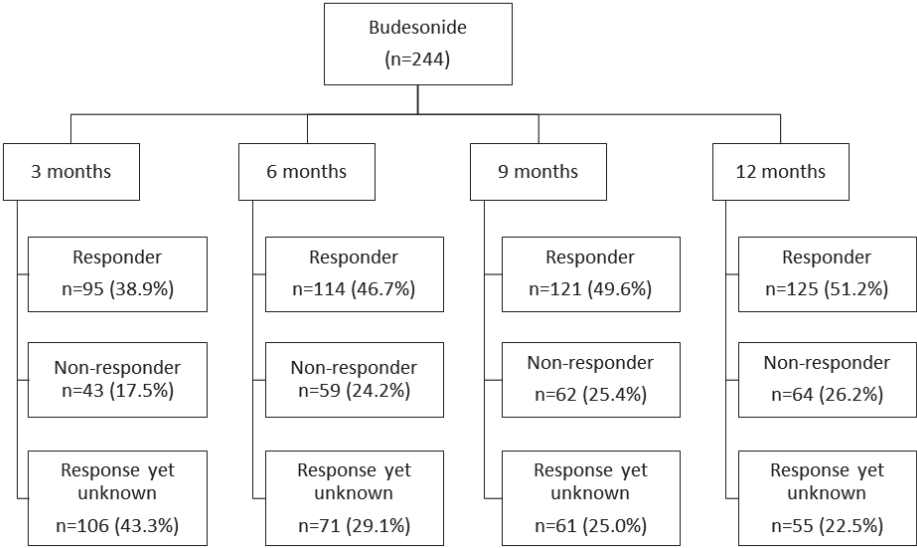 Budesonide
(n=244)
3 months
Responder
n=95 (38.9%)
Non-responder
n=43 (17.5%)
Response yet
unknown
n=106 (43.3%)
6 months
Responder
n=114 (46.7%)
Non-responder
n=59 (24.2%)
Response yet
unknown
n=71 (29.1%)
9 months
Responder
n=121 (49.6%)
Non-responder
n=62 (25.4%)
Response yet
unknown
n=61 (25.0%)
12 months
Responder
n=125 (51.2%)
Non-responder
n=64 (26.2%)
Response yet
unknown
n=55 (22.5%)